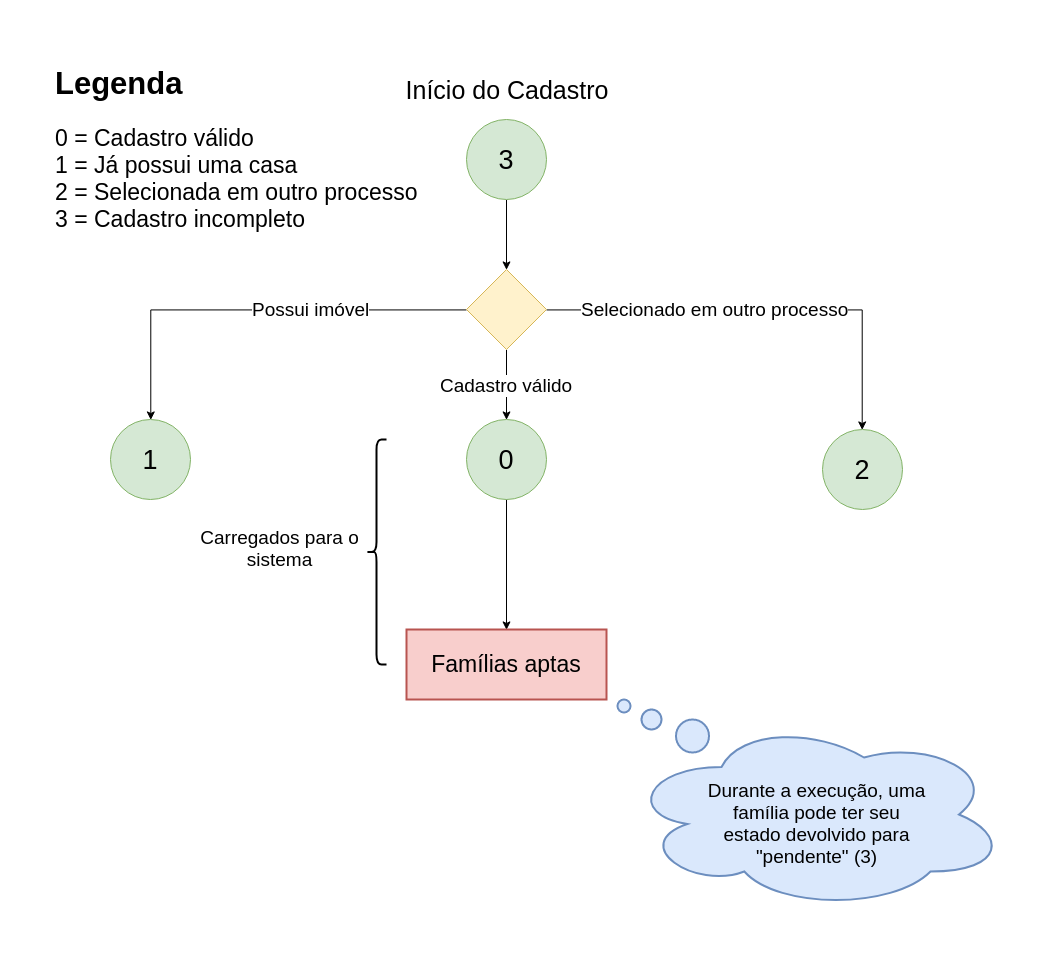 Legenda
0 = Cadastro válido
1 = Já possui uma casa
2 = Selecionada em outro processo
3 = Cadastro incompleto
Início do Cadastro
3
Possui imóvel
Selecionado em outro processo
Cadastro válido
1
0
2
Carregados para o
sistema
Famílias aptas
Durante a execução, uma
família pode ter seu
estado devolvido para
"pendente" (3)